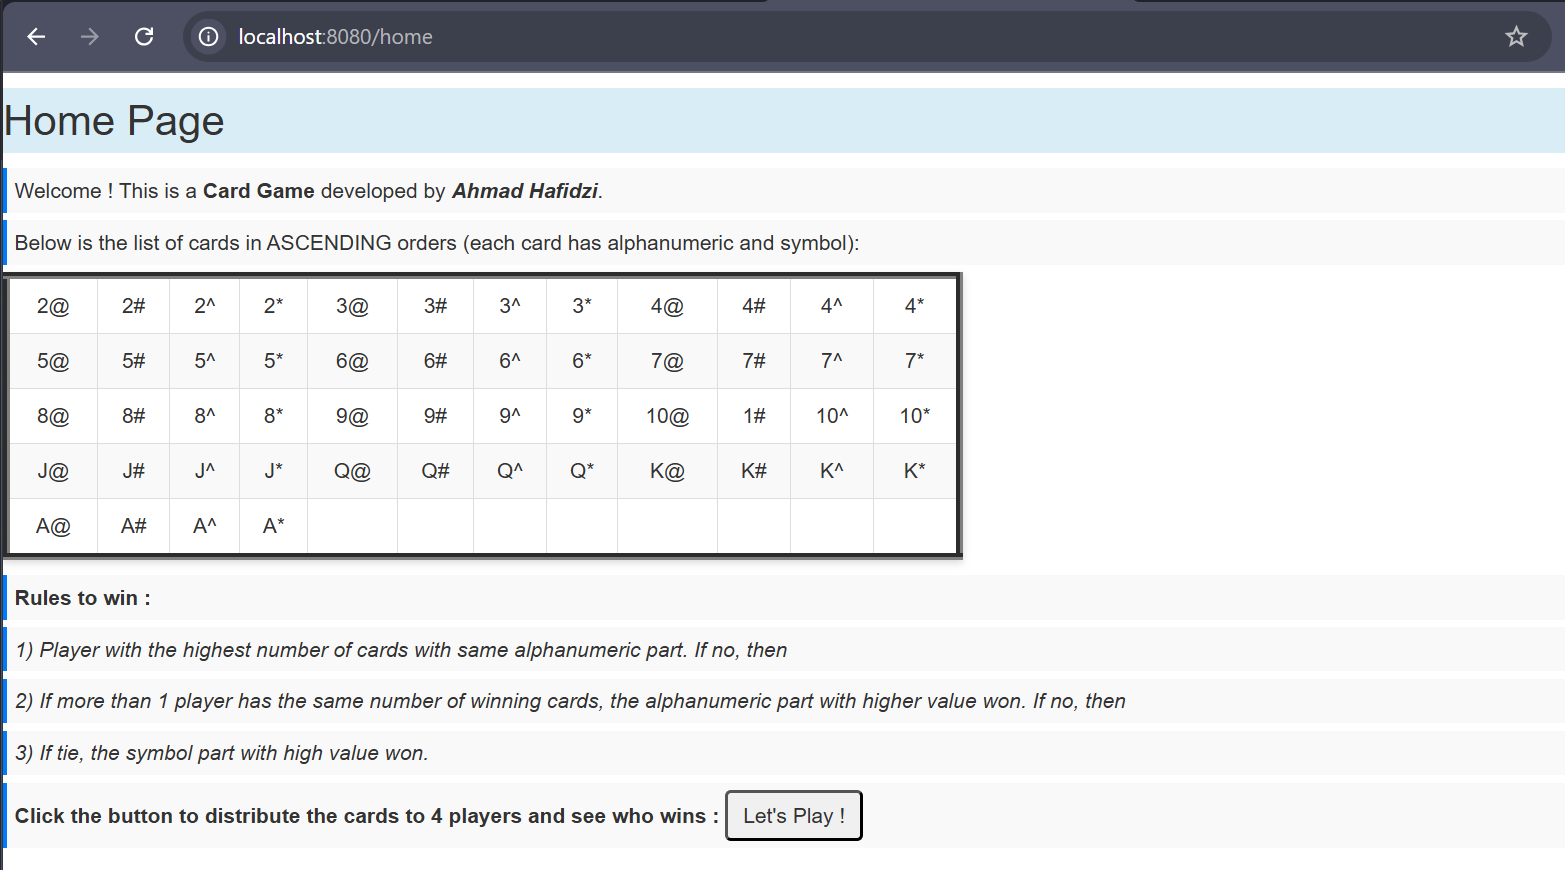 localhost:8080/home
Home Page
Welcome ! This is a Card Game developed by Ahmad Hafidzi.
Below is the list of cards in ASCENDING orders (each card has alphanumeric and symbol):
2@ 2# 2^ 2* 3@ 3# 3^ 3* 4@ 4# 4^ 4*
5@ 5# 5^ 5* 6@ 6# 6^ 6* 7@ 7# 7^ 7*
8@ 8# 8^ 8* 9@ 9# 9^ 9* 10@ 1# 10^ 10*
J@ J# J^ J* Q@ Q# Q^ Q* K@ K# K^ K*
A@ A# A^ A*
Rules to win :
1) Player with the highest number of cards with same alphanumeric part. If no, then
2) If more than 1 player has the same number of winning cards, the alphanumeric part with higher value won. If no, then
3) If tie, the symbol part with high value won.
Click the button to distribute the cards to 4 players and see who wins : Let's Play !